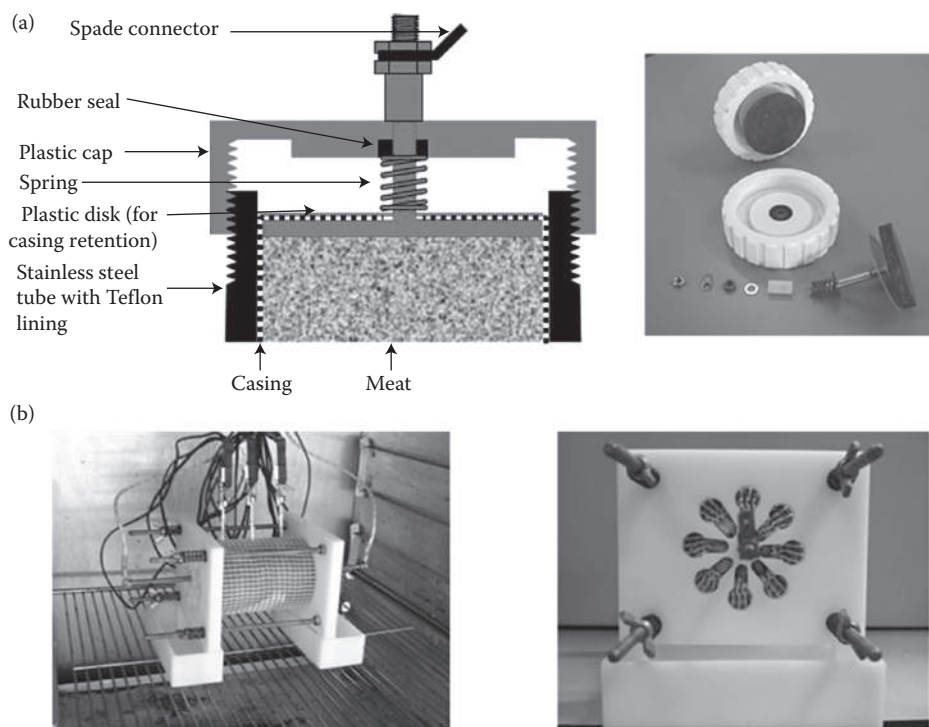 (a)
Spade connector
Rubber seal
Plastic cap
Spring
Plastic disk (for
casing retention)
Stainless steel
tube with Teflon
lining
Casing
Meat
(b)